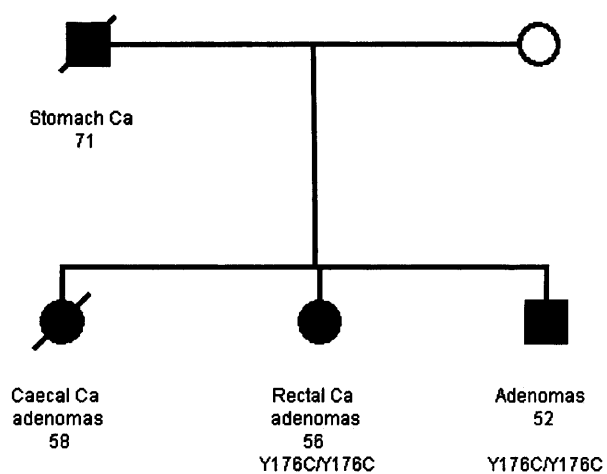 Stomach Ca
71
Caecal Ca
adenomas
58
Rectal Ca
adenomas
56
Y176C/Y176C
Adenomas
52
Y176C/Y176C